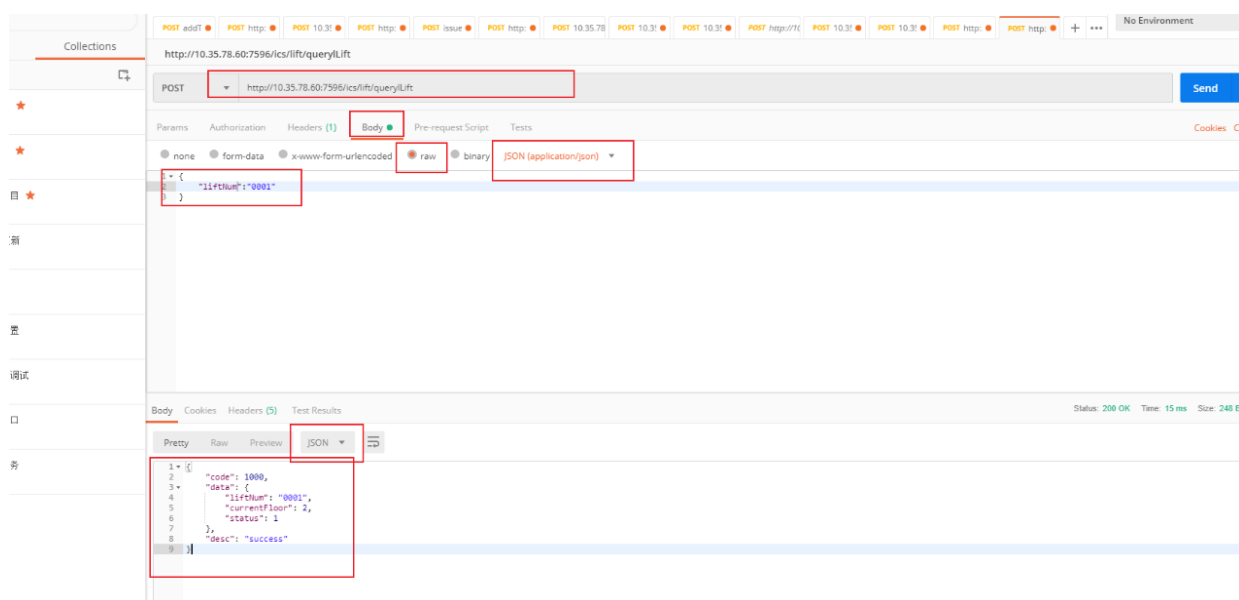 POST addT POST http: POST 10.3! POST http: POST issue POST http: POST 10.35.78 POST 10.3! POST 10.3! POST http://1( POST 10.3! POST 10.3! POST http: POST http: + ••• No Environment
Collections
http://10.35.78.60:7596/ics/lift/querylLift
POST http://10.35.78.60:7596/ics/lift/querylLift Send
Params Authorization Headers (1) Body Pre-request Script Tests Cookies C
none form-data x-www-form-urlencoded raw binary JSON (application/json)
1 {
2 "liftNum":"0001"
3 }
目
新
置
调试
口
务
Body Cookies Headers (5) Test Results Status: 200 OK Time: 15 ms Size: 248 B
Pretty Raw Preview JSON
1 {
2 "code": 1000,
3 "data": {
4 "liftNum": "0001",
5 "currentFloor": 2,
6 "status": 1
7 },
8 "desc": "success"
9 }